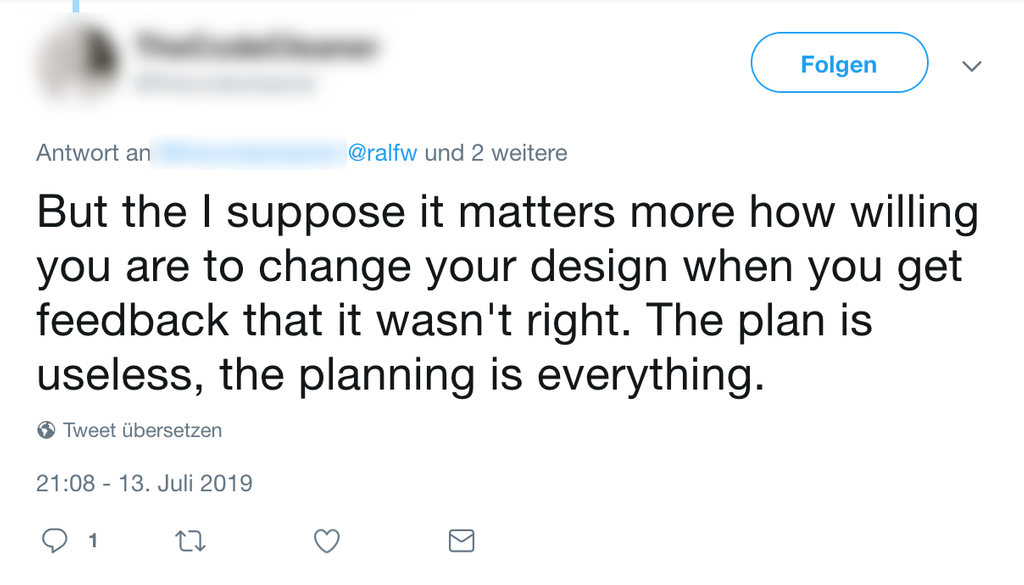 Folgen
Antwort an @ralfw und 2 weitere
But the I suppose it matters more how willing
you are to change your design when you get
feedback that it wasn't right. The plan is
useless, the planning is everything.
Tweet übersetzen
21:08 - 13. Juli 2019
1